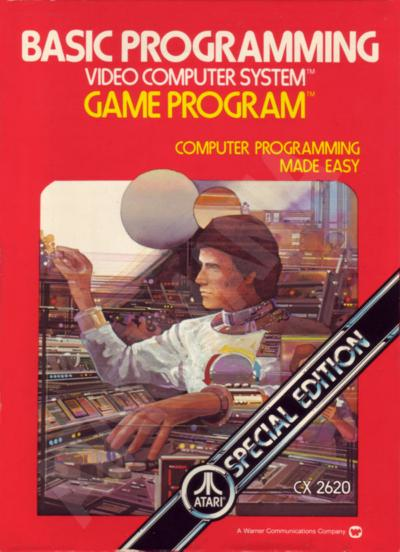 BASIC PROGRAMMING
VIDEO COMPUTER SYSTEM™
GAME PROGRAM™
COMPUTER PROGRAMMING
MADE EASY
SPECIAL EDITION
ATARI®
CX 2620
A Warner Communications Company